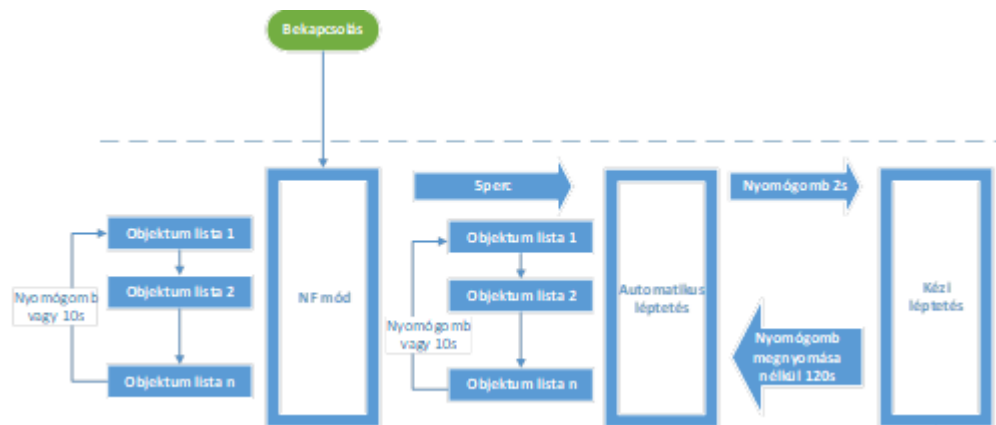 Bekapcsolás
5perc
Nyomógomb 2s
Objektum lista 1
Objektum lista 2
Objektum lista n
Nyomógomb
vagy 10s
NF mód
Objektum lista 1
Objektum lista 2
Objektum lista n
Nyomógomb
vagy 10s
Automatikus
léptetés
Nyomógomb
megnyomása
nélkül 120s
Kézi
léptetés